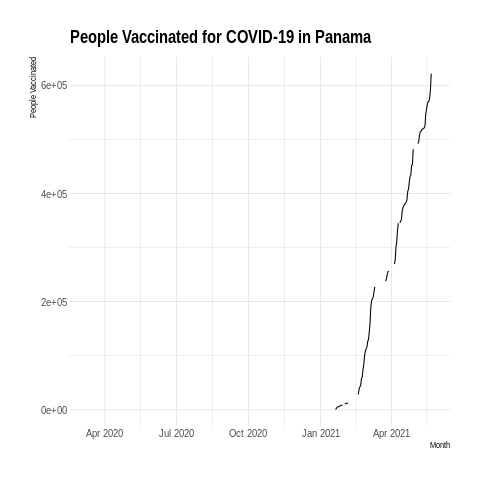 People Vaccinated for COVID-19 in Panama
People Vaccinated
6e+05
4e+05
2e+05
0e+00
Apr 2020 Jul 2020 Oct 2020 Jan 2021 Apr 2021
Month